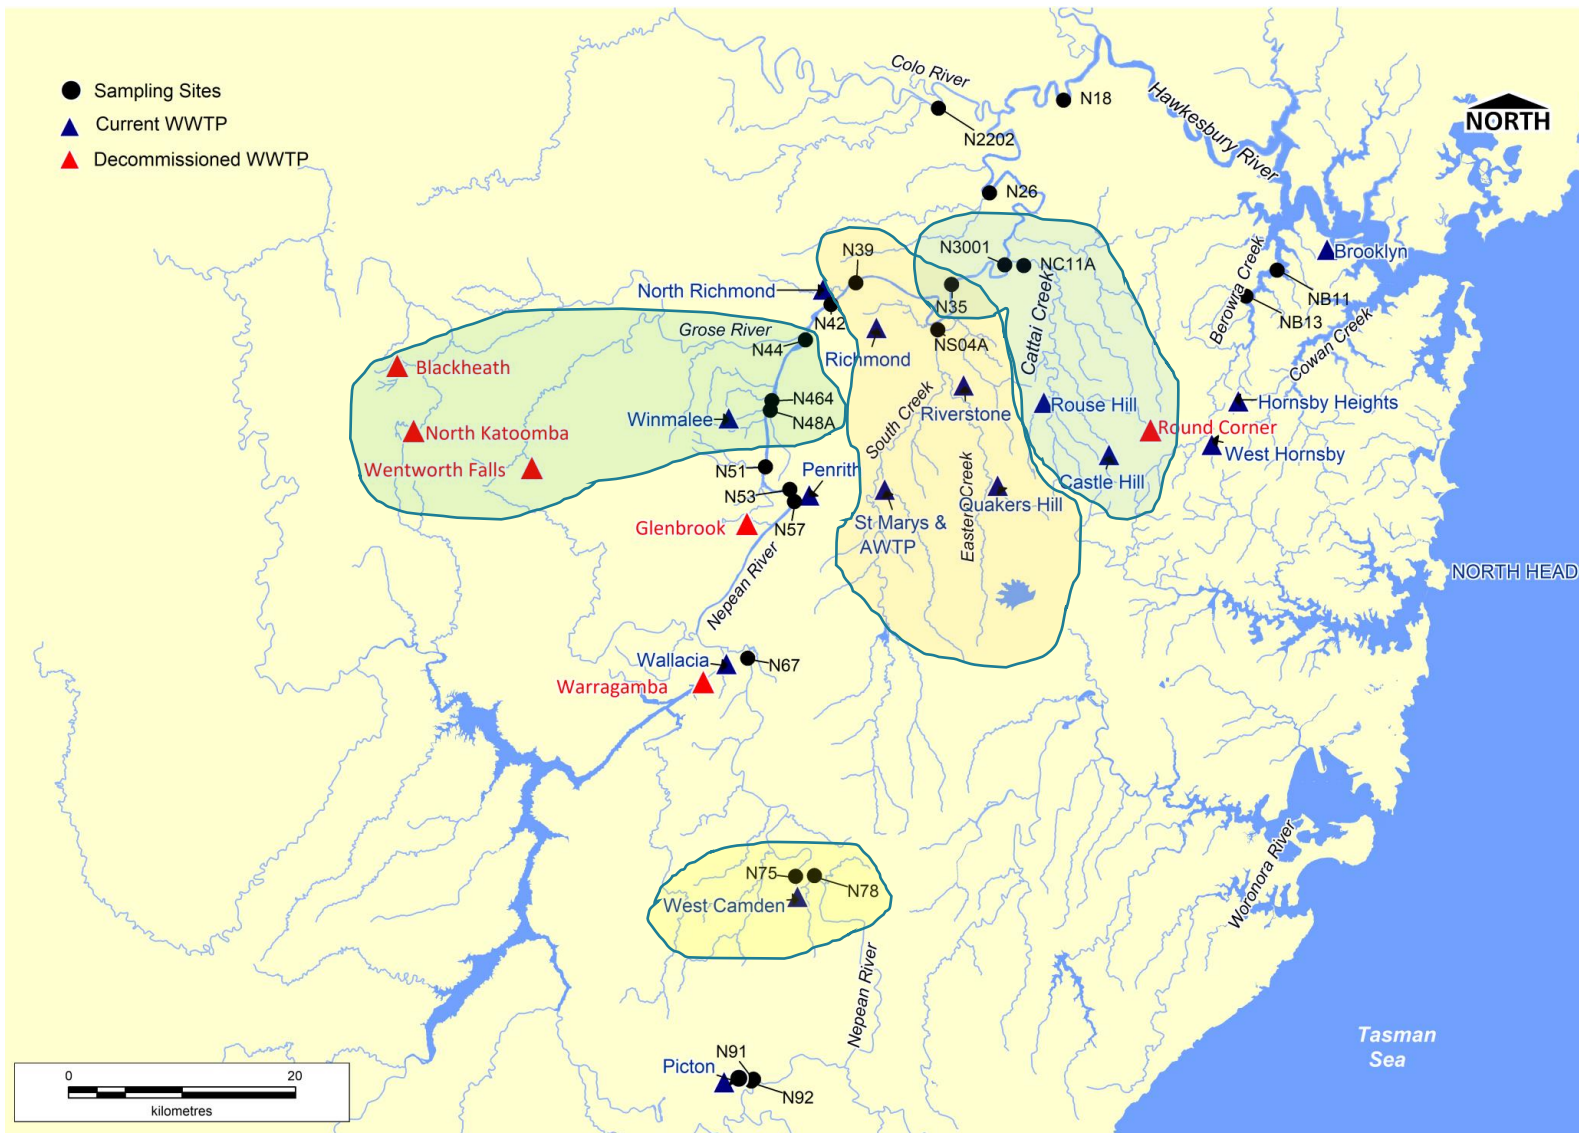 Sampling Sites
Current WWTP
Decommissioned WWTP
Colo River
N18
N2202
Hawkesbury River
NORTH
N26
N39
N3001
NC11A
Brooklyn
Berowra Creek
NB11
NB13
North Richmond
N42
N35
Cattai Creek
Grose River
N44
Richmond
NS04A
Cowan Creek
Blackheath
N464
N48A
Winmalee
South Creek
Riverstone
Rouse Hill
Hornsby Heights
North Katoomba
Round Corner
West Hornsby
Wentworth Falls
N51
Penrith
Castle Hill
N53
N57
Quakers Hill
Eastern Creek
Glenbrook
St Marys &
AWTP
Nepean River
NORTH HEAD
Wallacia
N67
Warragamba
N75
N78
West Camden
Woronora River
Nepean River
Tasman
Sea
N91
Picton
N92
0 20
kilometres